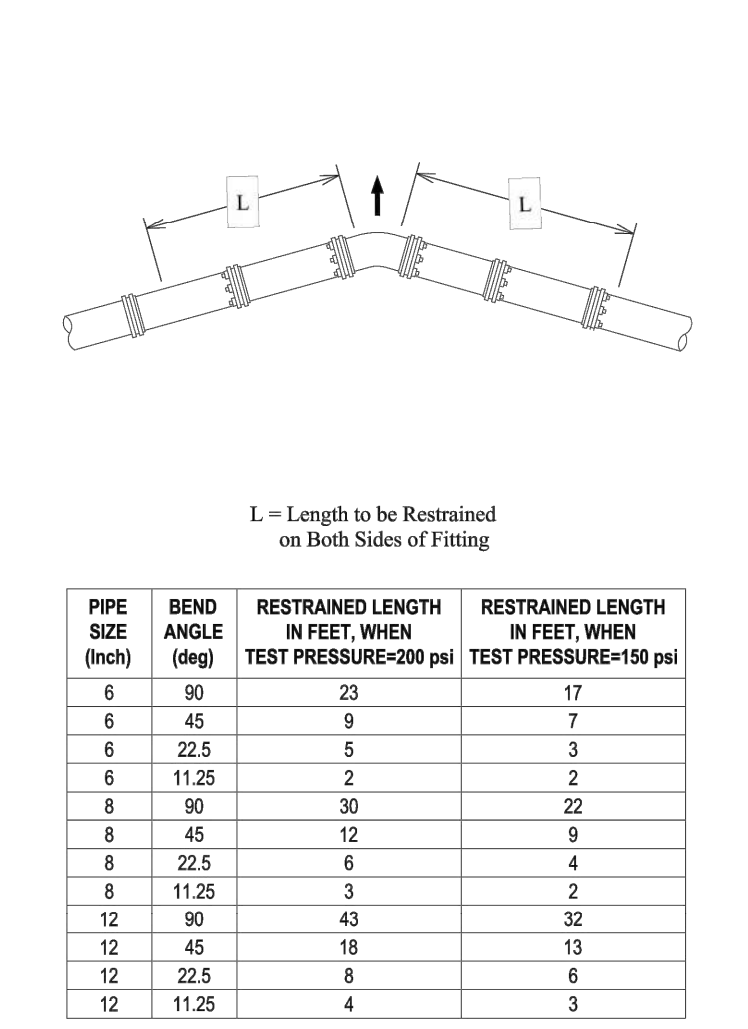 L
L
L = Length to be Restrained
on Both Sides of Fitting
PIPE SIZE (Inch) BEND ANGLE (deg) RESTRAINED LENGTH IN FEET, WHEN TEST PRESSURE=200 psi RESTRAINED LENGTH IN FEET, WHEN TEST PRESSURE=150 psi
6 90 23 17
6 45 9 7
6 22.5 5 3
6 11.25 2 2
8 90 30 22
8 45 12 9
8 22.5 6 4
8 11.25 3 2
12 90 43 32
12 45 18 13
12 22.5 8 6
12 11.25 4 3